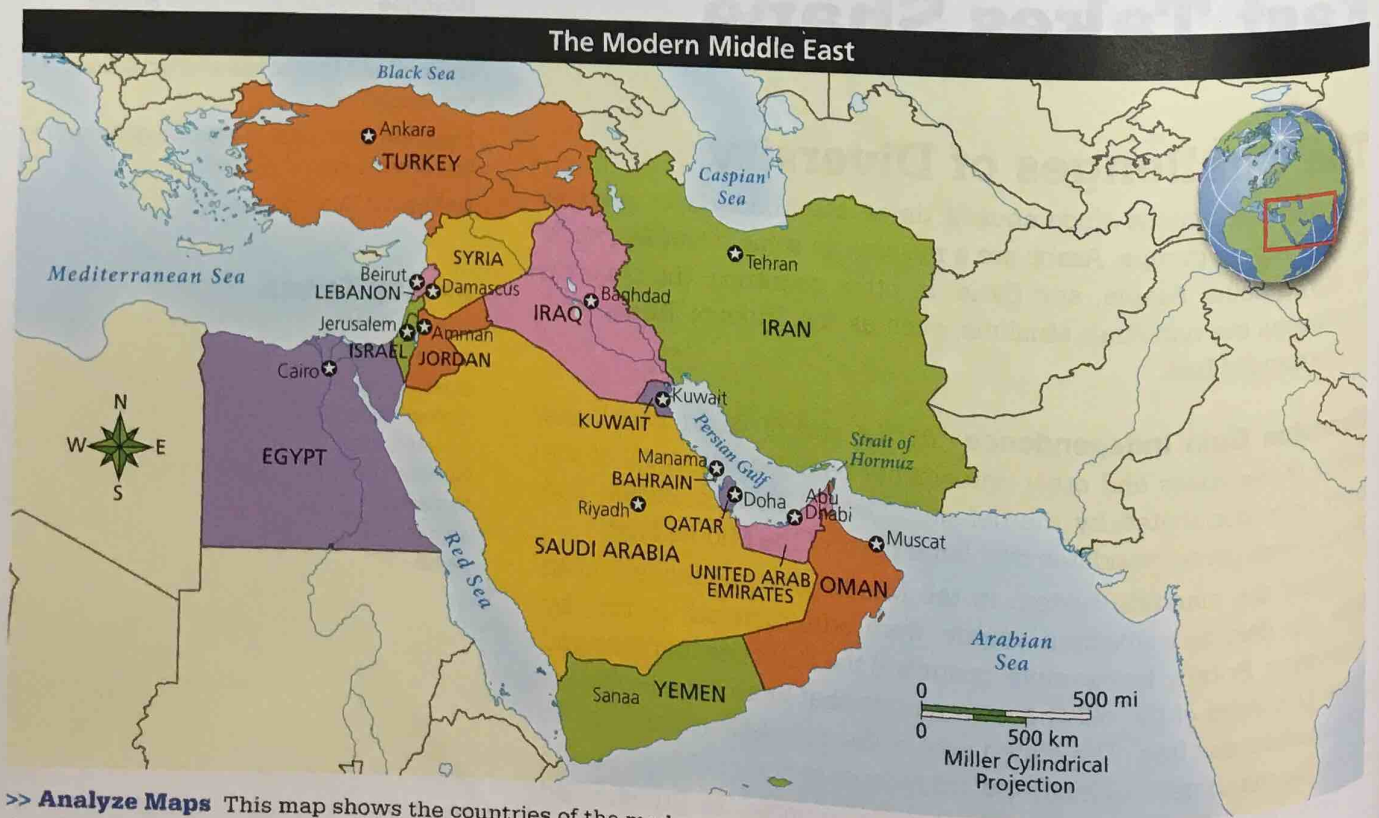 The Modern Middle East
Black Sea
Ankara
TURKEY
Caspian
Sea
Mediterranean Sea
SYRIA
Tehran
Beirut
LEBANON
Damascus
Baghdad
IRAQ
IRAN
Jerusalem
Amman
ISRAEL
JORDAN
Cairo
N
W
E
S
Kuwait
KUWAIT
Persian Gulf
Strait of
Hormuz
EGYPT
Manama
BAHRAIN
Doha
Abu
Dhabi
Riyadh
QATAR
SAUDI ARABIA
Muscat
Red Sea
UNITED ARAB
EMIRATES
OMAN
Arabian
Sea
Sanaa
YEMEN
0
500 mi
0
500 km
Miller Cylindrical
Projection
>> Analyze Maps This map shows the countries of the